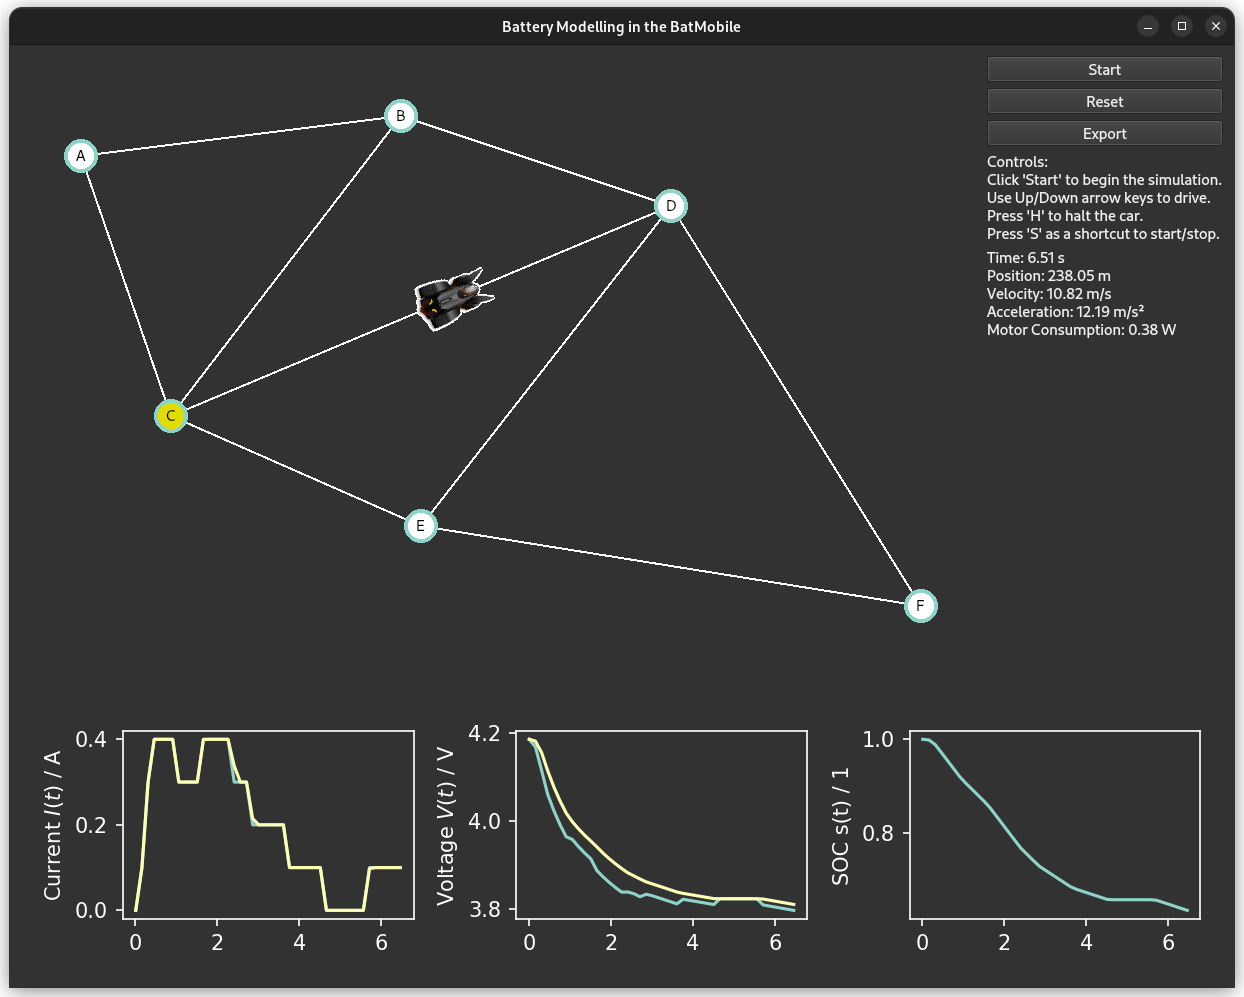 Battery Modelling in the BatMobile
Start
Reset
Export
Controls:
Click 'Start' to begin the simulation.
Use Up/Down arrow keys to drive.
Press 'H' to halt the car.
Press 'S' as a shortcut to start/stop.
Time: 6.51 s
Position: 238.05 m
Velocity: 10.82 m/s
Acceleration: 12.19 m/s²
Motor Consumption: 0.38 W
A
B
D
C
E
F
Current I(t) / A
0.4
0.2
0.0
0 2 4 6
Voltage V(t) / V
4.2
4.0
3.8
0 2 4 6
SOC s(t) / 1
1.0
0.8
0 2 4 6